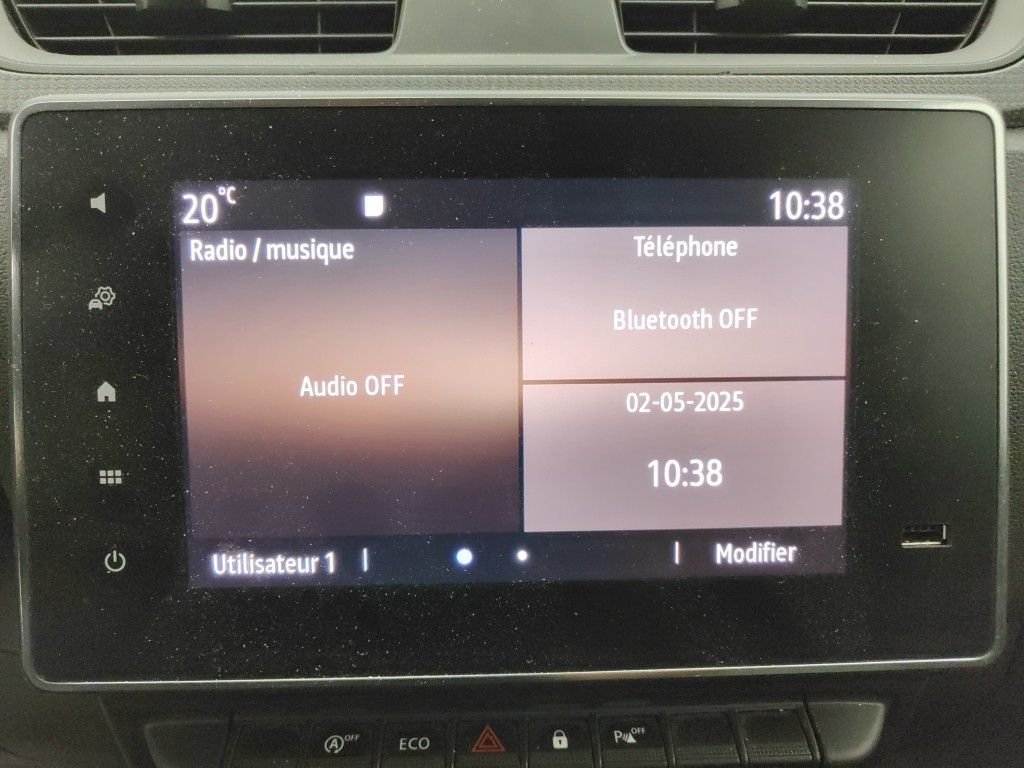 20°C
10:38
Radio / musique
Audio OFF
Téléphone
Bluetooth OFF
02-05-2025
10:38
Utilisateur 1
Modifier
A OFF
ECO
P OFF